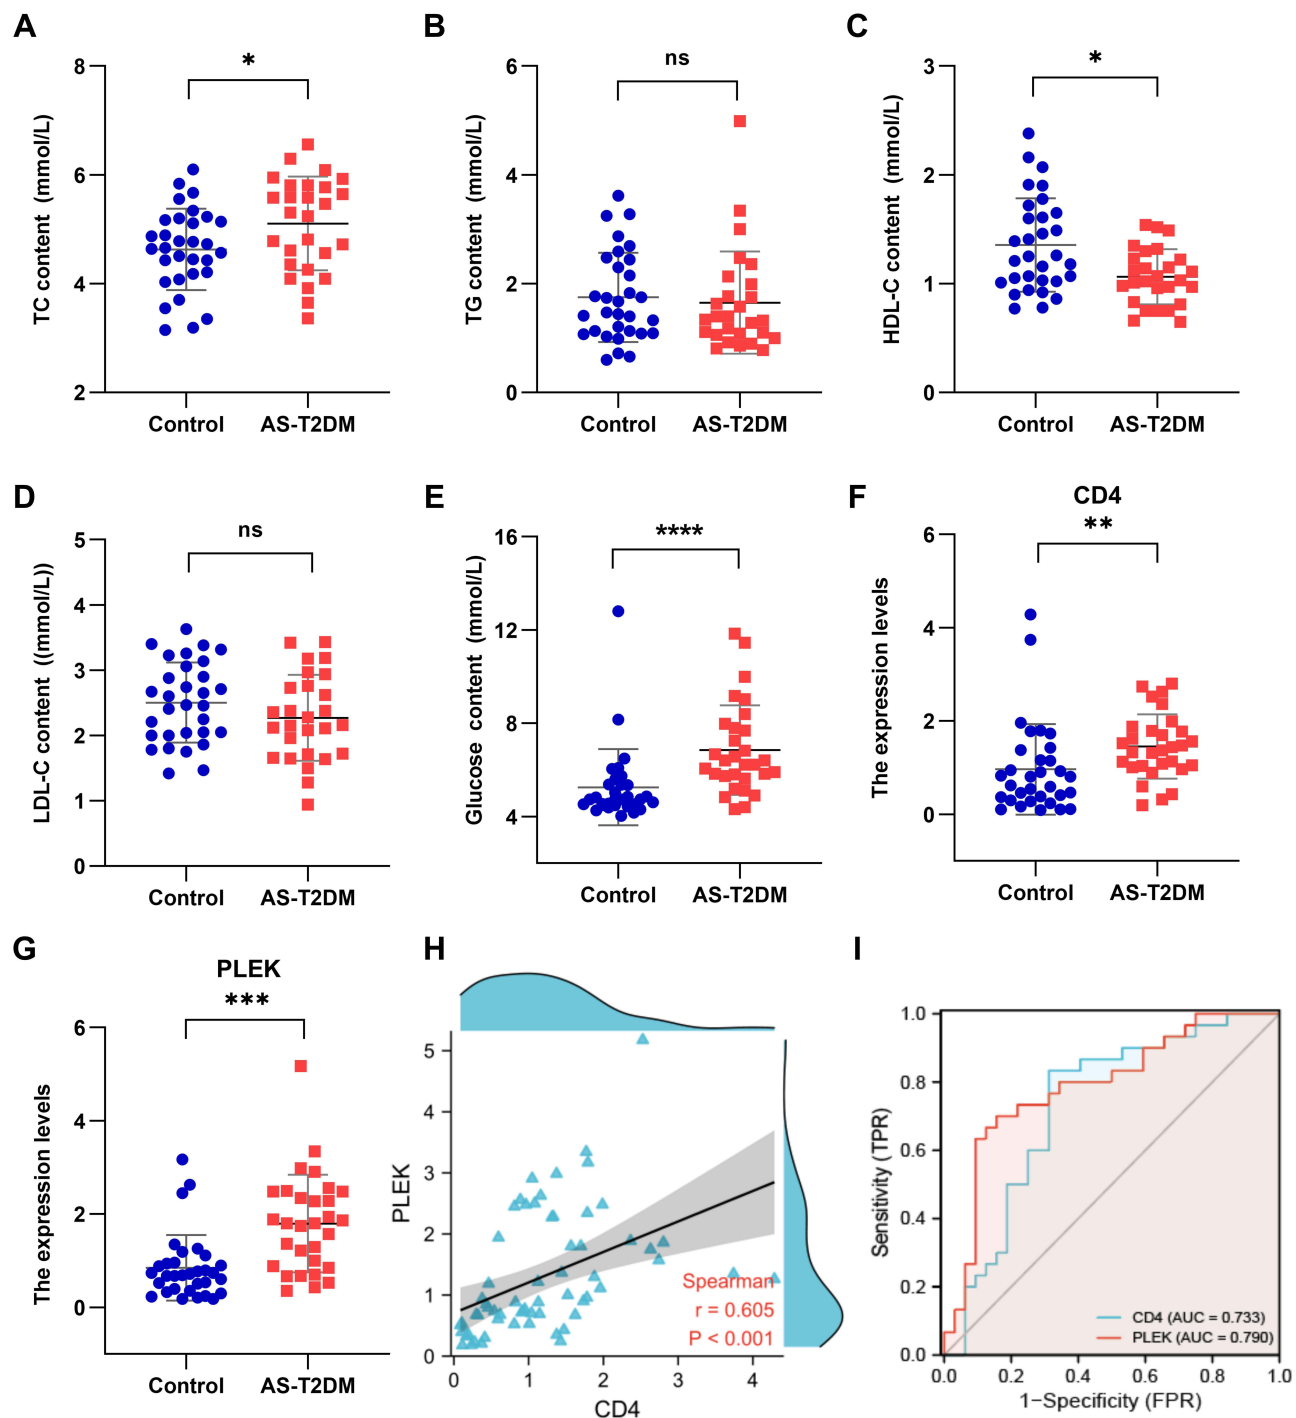 A
TC content (mmol/L)
*
8
6
4
2
Control AS-T2DM
B
TG content (mmol/L)
ns
6
4
2
0
Control AS-T2DM
C
HDL-C content (mmol/L)
*
3
2
1
0
Control AS-T2DM
D
LDL-C content ((mmol/L))
ns
5
4
3
2
1
0
Control AS-T2DM
E
Glucose content (mmol/L)
****
16
12
8
4
Control AS-T2DM
F
CD4
**
The expression levels
6
4
2
0
Control AS-T2DM
G
PLEK
***
The expression levels
6
4
2
0
Control AS-T2DM
H
PLEK
5
4
3
2
1
0
Spearman
r = 0.605
P < 0.001
0 1 2 3 4
CD4
I
Sensitivity (TPR)
1.0
0.8
0.6
0.4
0.2
0.0
CD4 (AUC = 0.733)
PLEK (AUC = 0.790)
0.0 0.2 0.4 0.6 0.8 1.0
1−Specificity (FPR)